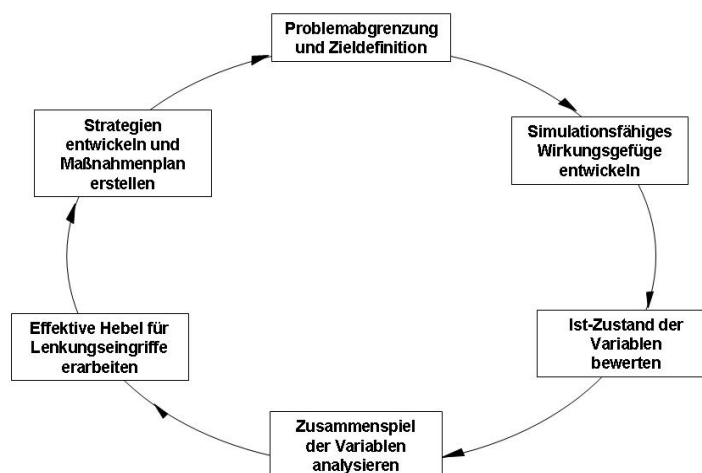 Problemabgrenzung
und Zieldefinition
Simulationsfähiges
Wirkungsgefüge
entwickeln
Ist-Zustand der
Variablen
bewerten
Zusammenspiel
der Variablen
analysieren
Effektive Hebel für
Lenkungseingriffe
erarbeiten
Strategien
entwickeln und
Maßnahmenplan
erstellen